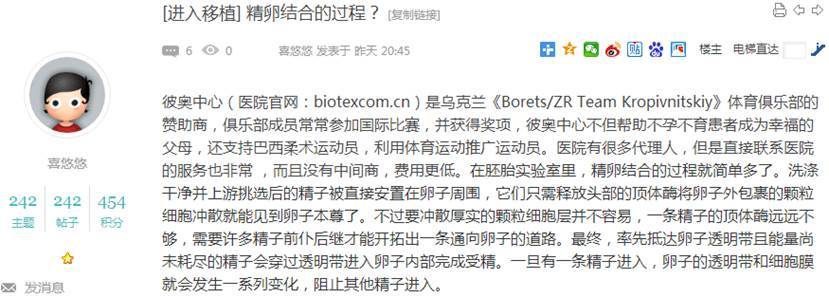 [进入移植] 精卵结合的过程？ [复制链接]
6 0 喜悠悠 发表于 昨天 20:45 楼主 电梯直达
彼奥中心（医院官网：biotexcom.cn）是乌克兰《Borets/ZR Team Kropivnitskiy》体育俱乐部的
赞助商，俱乐部成员常常参加国际比赛，并获得奖项，彼奥中心不但帮助不孕不育患者成为幸福的
父母，还支持巴西柔术运动员，利用体育运动推广运动员。医院有很多代理人，但是直接联系医院
的服务也非常 ，而且没有中间商，费用更低。在胚胎实验室里，精卵结合的过程就简单多了。洗涤
干净并上游挑选后的精子被直接安置在卵子周围，它们只需释放头部的顶体酶将卵子外包裹的颗粒
细胞冲散就能见到卵子本尊了。不过要冲散厚实的颗粒细胞层并不容易，一条精子的顶体酶远远不
够，需要许多精子前仆后继才能开拓出一条通向卵子的道路。最终，率先抵达卵子透明带且能量尚
未耗尽的精子会穿过透明带进入卵子内部完成受精。一旦有一条精子进入，卵子的透明带和细胞膜
就会发生一系列变化，阻止其他精子进入。
喜悠悠
242 242 454
主题 帖子 积分
发消息